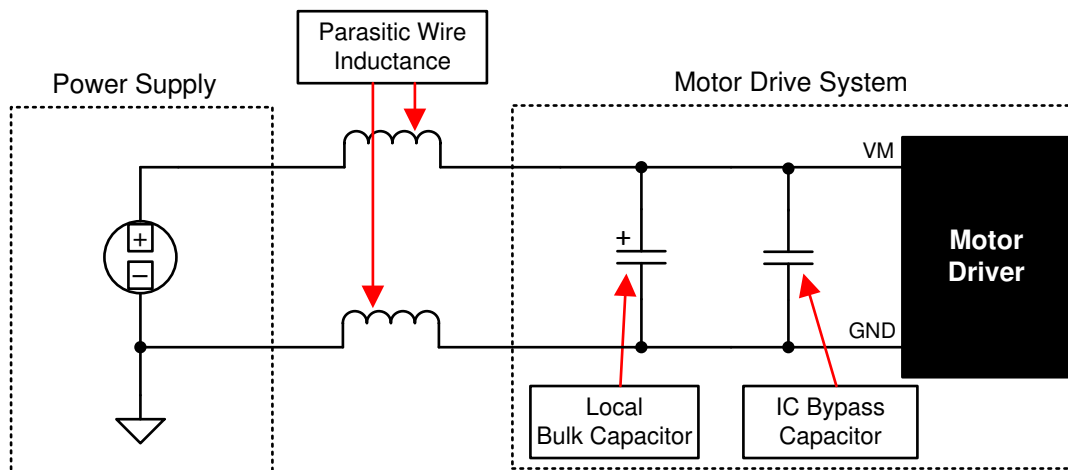 Parasitic Wire
Inductance
Power Supply
Motor Drive System
VM
+
−
+
Motor
Driver
GND
Local
Bulk Capacitor
IC Bypass
Capacitor